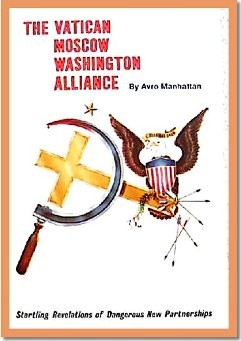 THE VATICAN
MOSCOW
WASHINGTON
ALLIANCE
By Avro Manhattan
Startling Revelations of Dangerous New Partnerships